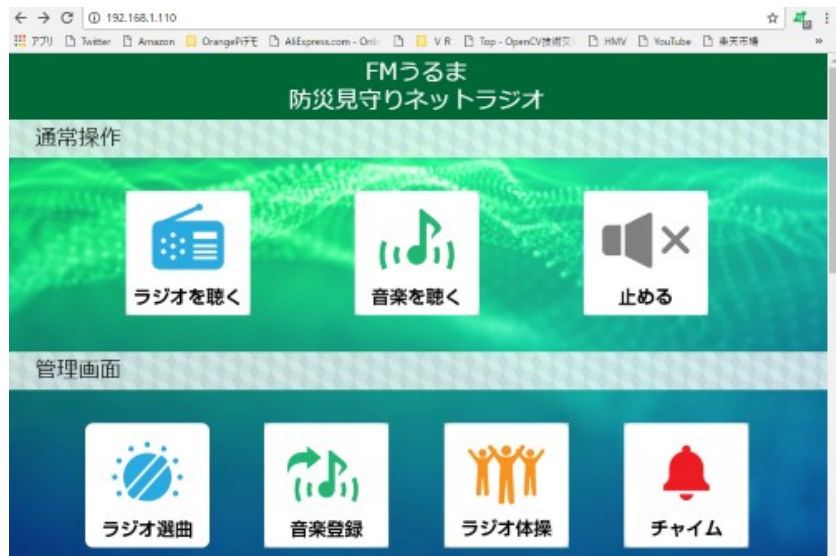 192.168.1.110
アプリ Twitter Amazon OrangePiデモ AliExpress.com - Onli V R Top - OpenCV技術文 HMV YouTube 楽天市場 »
FMうるま
防災見守りネットラジオ
通常操作
ラジオを聴く 音楽を聴く 止める
管理画面
ラジオ選曲 音楽登録 ラジオ体操 チャイム